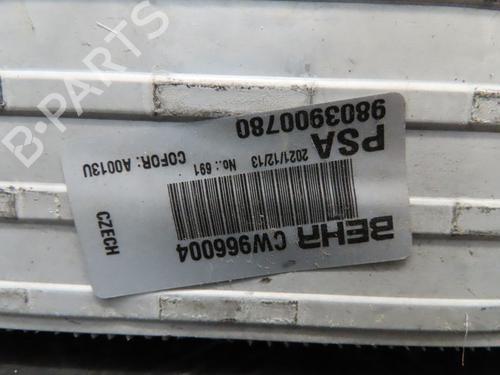 B-PARTS
PSA
9803900780
2021/12/13 No.: 691
COFOR: A0013U
BEHR CW966004
CZECH